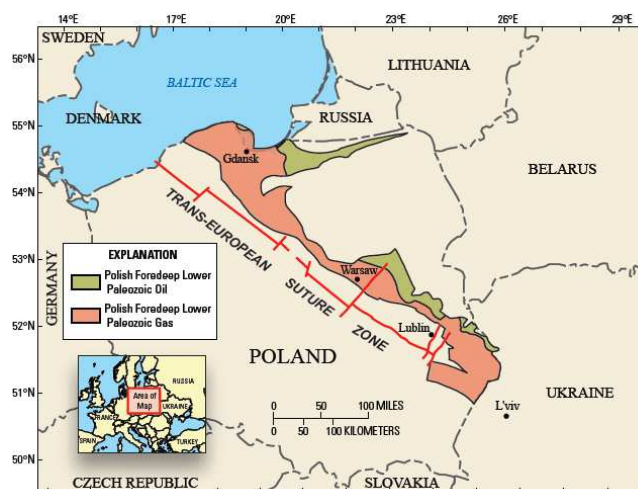 14°E 17°E 20°E 23°E 26°E 29°E
56°N
55°N
54°N
53°N
52°N
51°N
50°N
SWEDEN
LITHUANIA
BALTIC SEA
DENMARK
RUSSIA
Gdansk
BELARUS
TRANS-EUROPEAN
SUTURE
ZONE
EXPLANATION
Polish Foredeep Lower
Paleozoic Oil
Polish Foredeep Lower
Paleozoic Gas
GERMANY
Warsaw
Lublin
POLAND
UKRAINE
L'viv
RUSSIA
Area of
Map
UKRAINE
FRANCE
SPAIN
TURKEY
0 50 100 MILES
0 50 100 KILOMETERS
CZECH REPUBLIC
SLOVAKIA